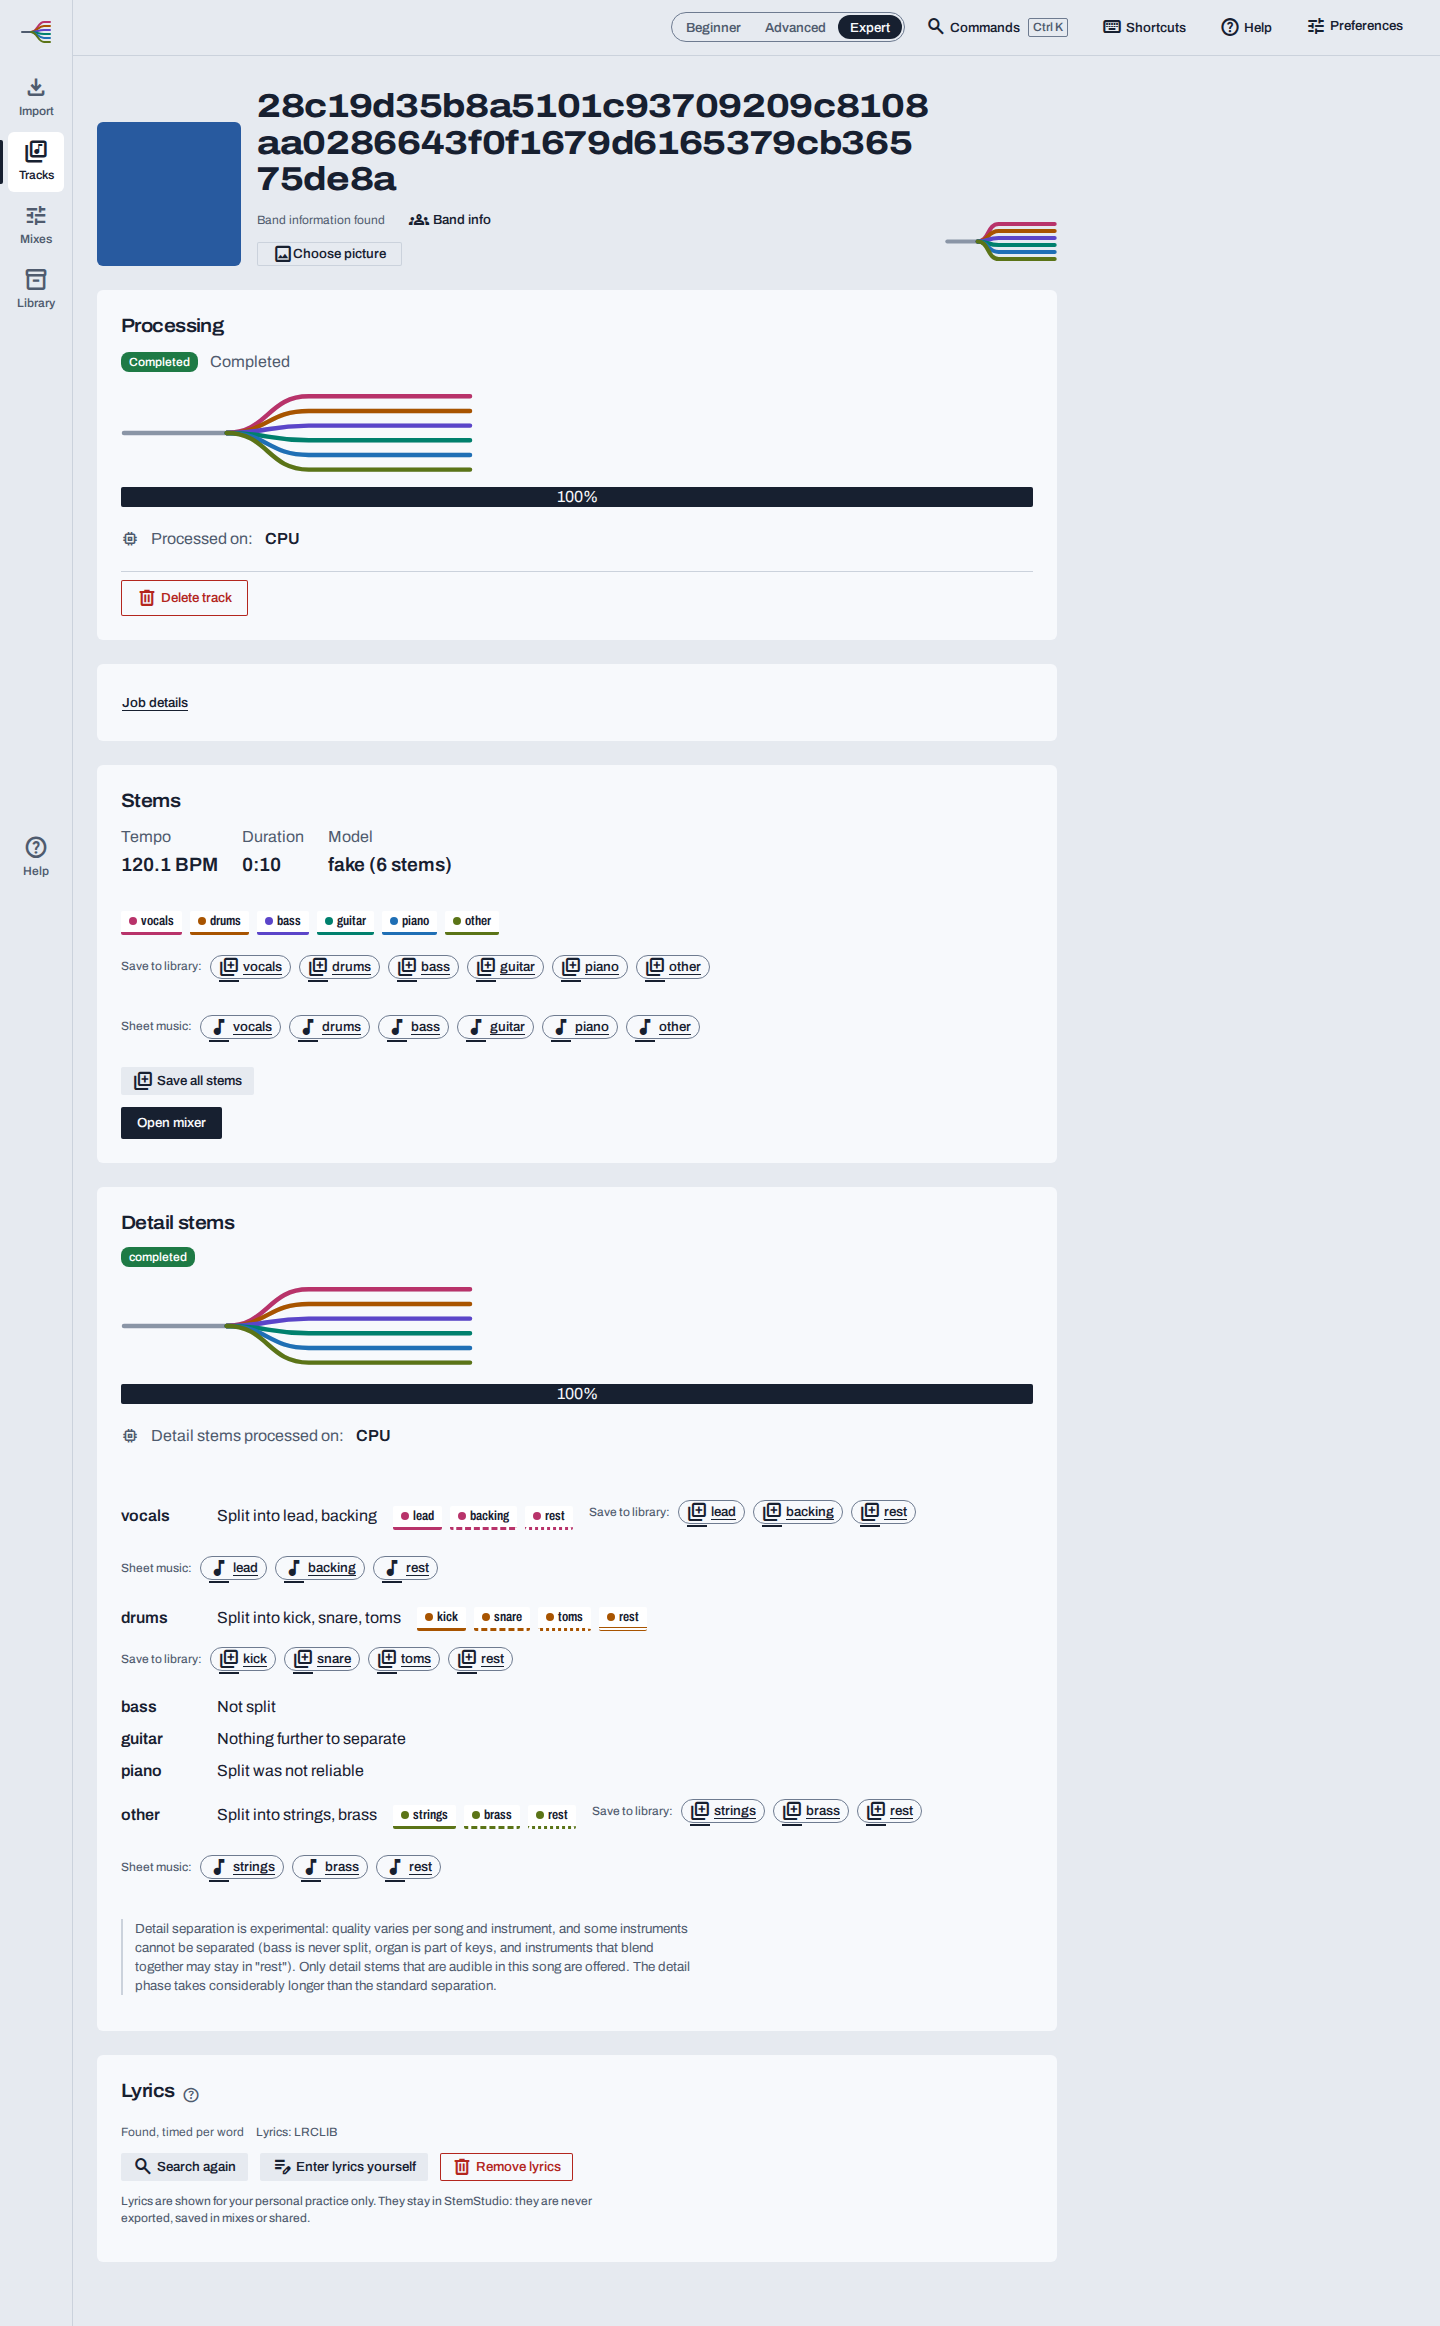 Beginner Advanced Expert Commands Ctrl K Shortcuts Help Preferences
Import
Tracks
Mixes
Library
Help
28c19d35b8a5101c93709209c8108
aa0286643f0f1679d6165379cb365
75de8a
Band information found Band info
Choose picture
Processing
Completed Completed
100%
Processed on: CPU
Delete track
Job details
Stems
Tempo Duration Model
120.1 BPM 0:10 fake (6 stems)
vocals drums bass guitar piano other
Save to library: vocals drums bass guitar piano other
Sheet music: vocals drums bass guitar piano other
Save all stems
Open mixer
Detail stems
completed
100%
Detail stems processed on: CPU
vocals Split into lead, backing lead backing rest Save to library: lead backing rest
Sheet music: lead backing rest
drums Split into kick, snare, toms kick snare toms rest
Save to library: kick snare toms rest
bass Not split
guitar Nothing further to separate
piano Split was not reliable
other Split into strings, brass strings brass rest Save to library: strings brass rest
Sheet music: strings brass rest
Detail separation is experimental: quality varies per song and instrument, and some instruments
cannot be separated (bass is never split, organ is part of keys, and instruments that blend
together may stay in "rest"). Only detail stems that are audible in this song are offered. The detail
phase takes considerably longer than the standard separation.
Lyrics
Found, timed per word Lyrics: LRCLIB
Search again Enter lyrics yourself Remove lyrics
Lyrics are shown for your personal practice only. They stay in StemStudio: they are never
exported, saved in mixes or shared.